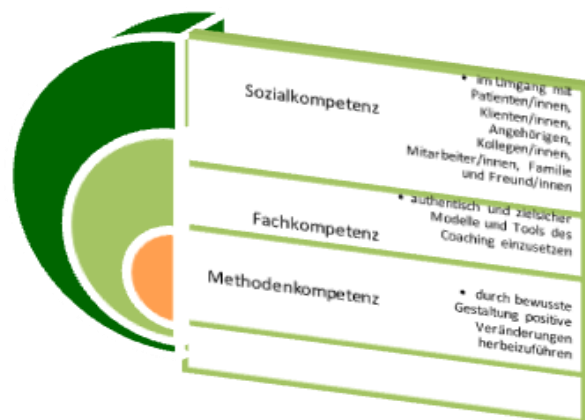 Sozialkompetenz
• im Umgang mit
Patienten/innen,
Klienten/innen,
Angehörigen,
Kollegen/innen,
Mitarbeiter/innen, Familie
und Freund/innen
Fachkompetenz
• authentisch und zielsicher
Modelle und Tools des
Coaching einzusetzen
Methodenkompetenz
• durch bewusste
Gestaltung positive
Veränderungen
herbeizuführen